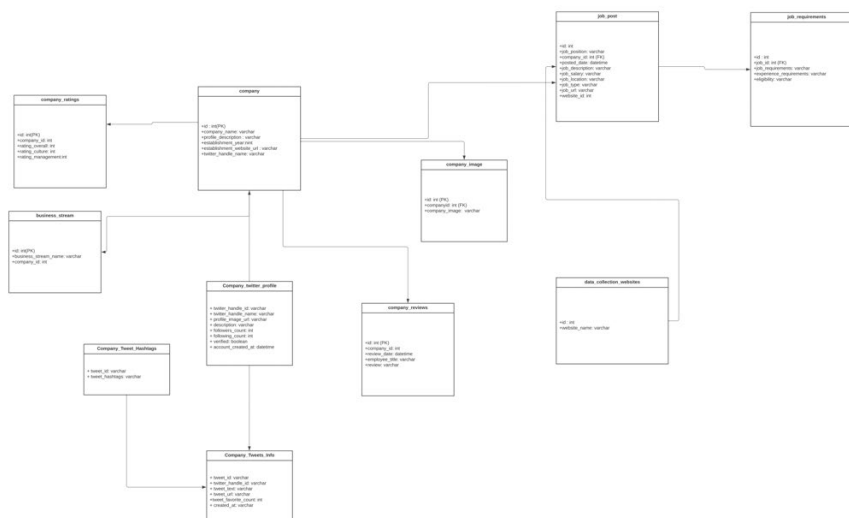 job_post
+id: int
+job_position: varchar
+company_id: int (FK)
+posted_date: datetime
+job_description: varchar
+job_salary: varchar
+job_location: varchar
+job_type: varchar
+job_url: varchar
+website_id: int
job_requirements
+id : int
+job_id: int (FK)
+job_requirements: varchar
+experience_requirements: varchar
+eligibility: varchar
company
+id : int(PK)
+company_name: varchar
+profile_description : varchar
+establishment_year:nint
+establishment_website_url : varchar
+twitter_handle_name: varchar
company_ratings
+id: int(PK)
+company_id: int
+rating_overall: int
+rating_culture: int
+rating_management:int
company_image
+id: int (PK)
+companyid: int (FK)
+company_image : varchar
business_stream
+id: int(PK)
+business_stream_name: varchar
+company_id: int
Company_twitter_profile
+ twitter_handle_id: varchar
+ twitter_handle_name: varchar
+ profile_image_url: varchar
+ description: varchar
+ followers_count: int
+ following_count: int
+ verified: boolean
+ account_created_at: datetime
data_collection_websites
+id : int
+website_name: varchar
company_reviews
+id: int (PK)
+company_id: int
+review_date: datetime
+employee_title: varchar
+review: varchar
Company_Tweet_Hashtags
+ tweet_id: varchar
+ tweet_hashtags: varchar
Company_Tweets_Info
+ tweet_id: varchar
+ twitter_handle_id: varchar
+ tweet_text: varchar
+ tweet_url: varchar
+tweet_favorite_count: int
+ created_at: varchar